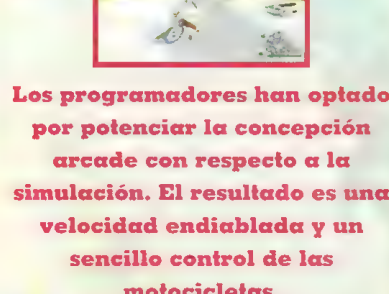 Los programadores han optado
por potenciar la concepción
arcade con respecto a la
simulación. El resultado es una
velocidad endiablada y un
sencillo control de las
motocicletas